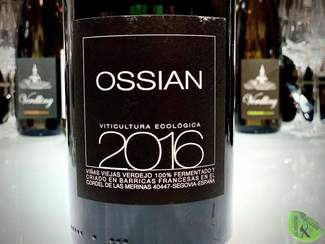 OSSIAN
VITICULTURA ECOLÓGICA
2016
VIÑAS VIEJAS VERDEJO 100% FERMENTADO Y
CRIADO EN BARRICAS FRANCESAS EN EL
CORDEL DE LAS MERINAS 40447-SEGOVIA-ESPAÑA